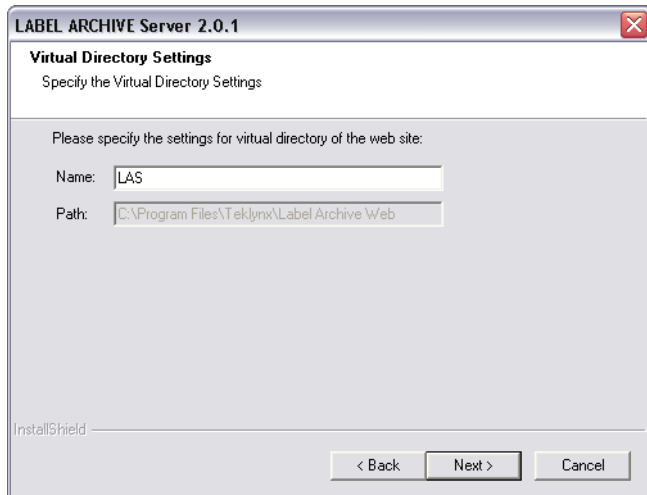 LABEL ARCHIVE Server 2.0.1
Virtual Directory Settings
Specify the Virtual Directory Settings
Please specify the settings for virtual directory of the web site:
Name: LAS
Path: C:\Program Files\Teklynx\Label Archive Web
InstallShield
< Back Next > Cancel